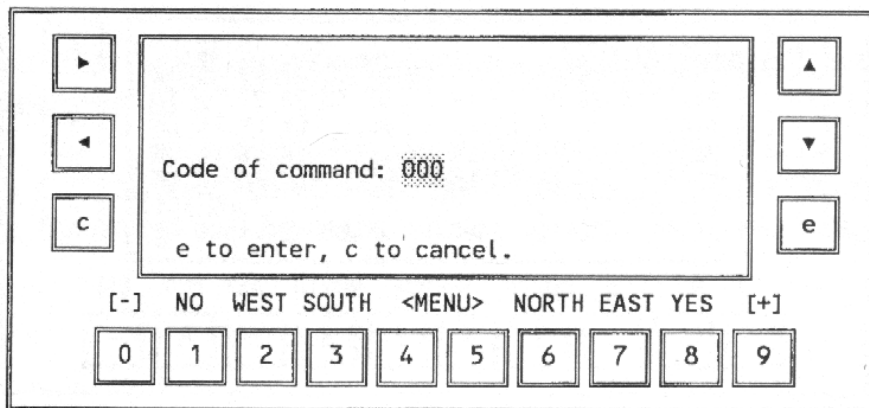 ► ▲
◄ ▼
Code of command: 000
c e
e to enter, c to cancel.
[-] NO WEST SOUTH <MENU> NORTH EAST YES [+]
0 1 2 3 4 5 6 7 8 9